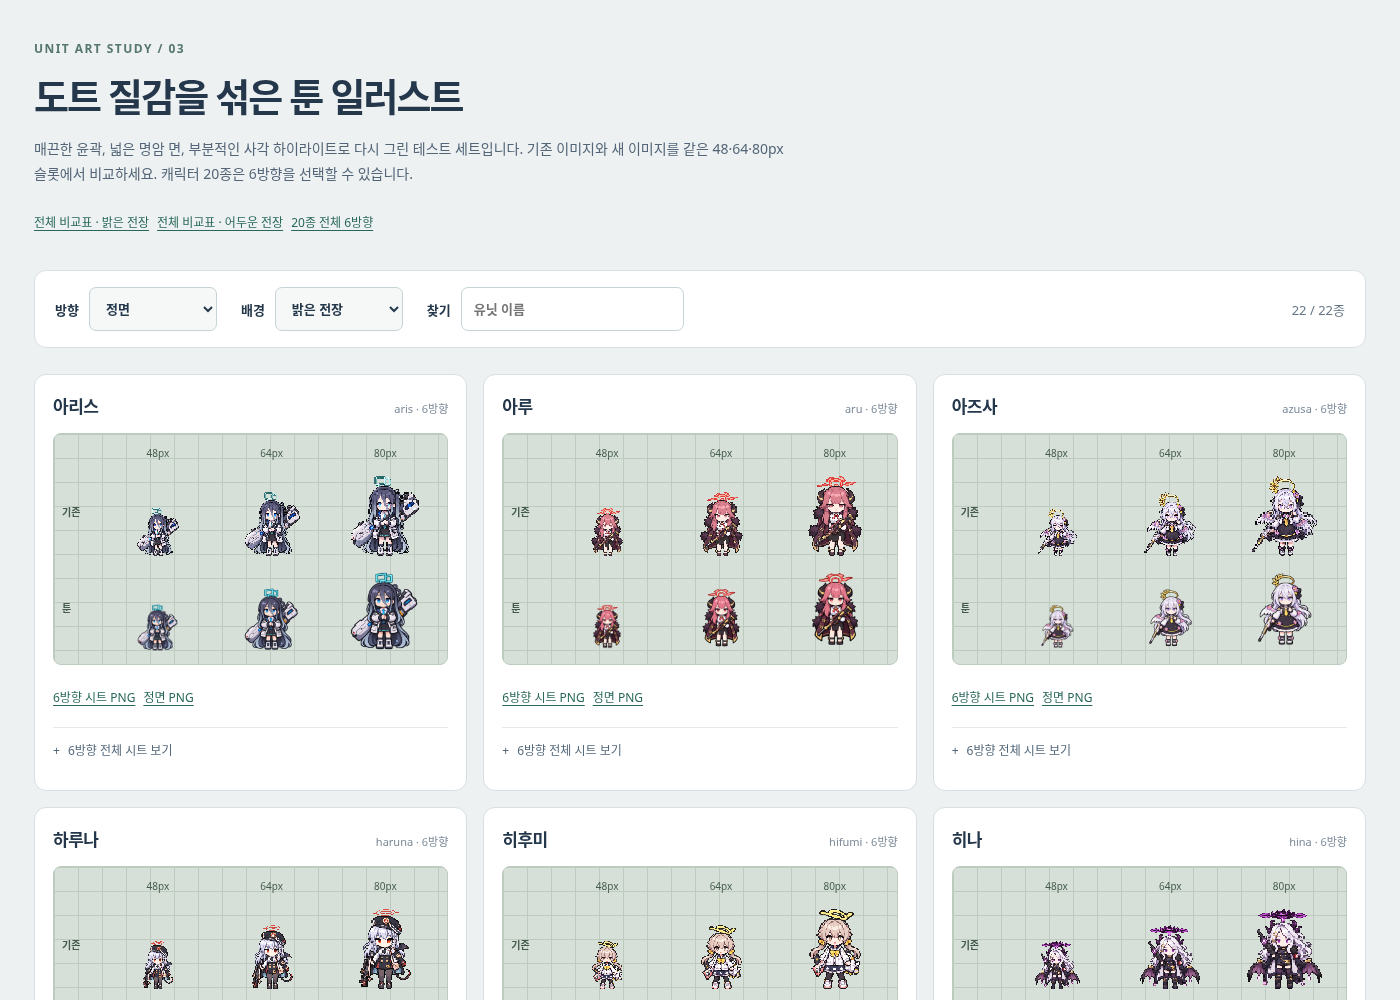 UNIT ART STUDY / 03
도트 질감을 섞은 툰 일러스트
매끈한 윤곽, 넓은 명암 면, 부분적인 사각 하이라이트로 다시 그린 테스트 세트입니다. 기존 이미지와 새 이미지를 같은 48·64·80px
슬롯에서 비교하세요. 캐릭터 20종은 6방향을 선택할 수 있습니다.
전체 비교표 · 밝은 전장 전체 비교표 · 어두운 전장 20종 전체 6방향
방향 정면 배경 밝은 전장 찾기 유닛 이름 22 / 22종
아리스 aris · 6방향
48px 64px 80px
기존
툰
6방향 시트 PNG 정면 PNG
+ 6방향 전체 시트 보기
아루 aru · 6방향
48px 64px 80px
기존
툰
6방향 시트 PNG 정면 PNG
+ 6방향 전체 시트 보기
아즈사 azusa · 6방향
48px 64px 80px
기존
툰
6방향 시트 PNG 정면 PNG
+ 6방향 전체 시트 보기
하루나 haruna · 6방향
48px 64px 80px
기존
히후미 hifumi · 6방향
48px 64px 80px
기존
히나 hina · 6방향
48px 64px 80px
기존